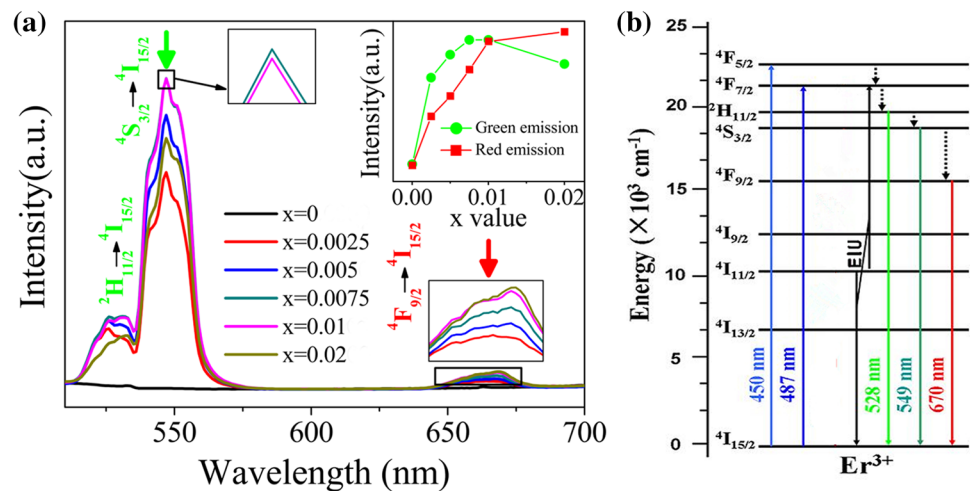 (a)
Intensity(a.u.)
Wavelength (nm)
550
600
650
700
⁴S₃/₂→⁴I₁₅/₂
²H₁₁/₂→⁴I₁₅/₂
⁴F₉/₂→⁴I₁₅/₂
x=0
x=0.0025
x=0.005
x=0.0075
x=0.01
x=0.02
Intensity(a.u.)
Green emission
Red emission
0.00
0.01
0.02
x value
(b)
Energy (×10³ cm⁻¹)
25
20
15
10
5
0
⁴F₅/₂
⁴F₇/₂
²H₁₁/₂
⁴S₃/₂
⁴F₉/₂
⁴I₉/₂
⁴I₁₁/₂
⁴I₁₃/₂
⁴I₁₅/₂
EIU
450 nm
487 nm
528 nm
549 nm
670 nm
Er³⁺